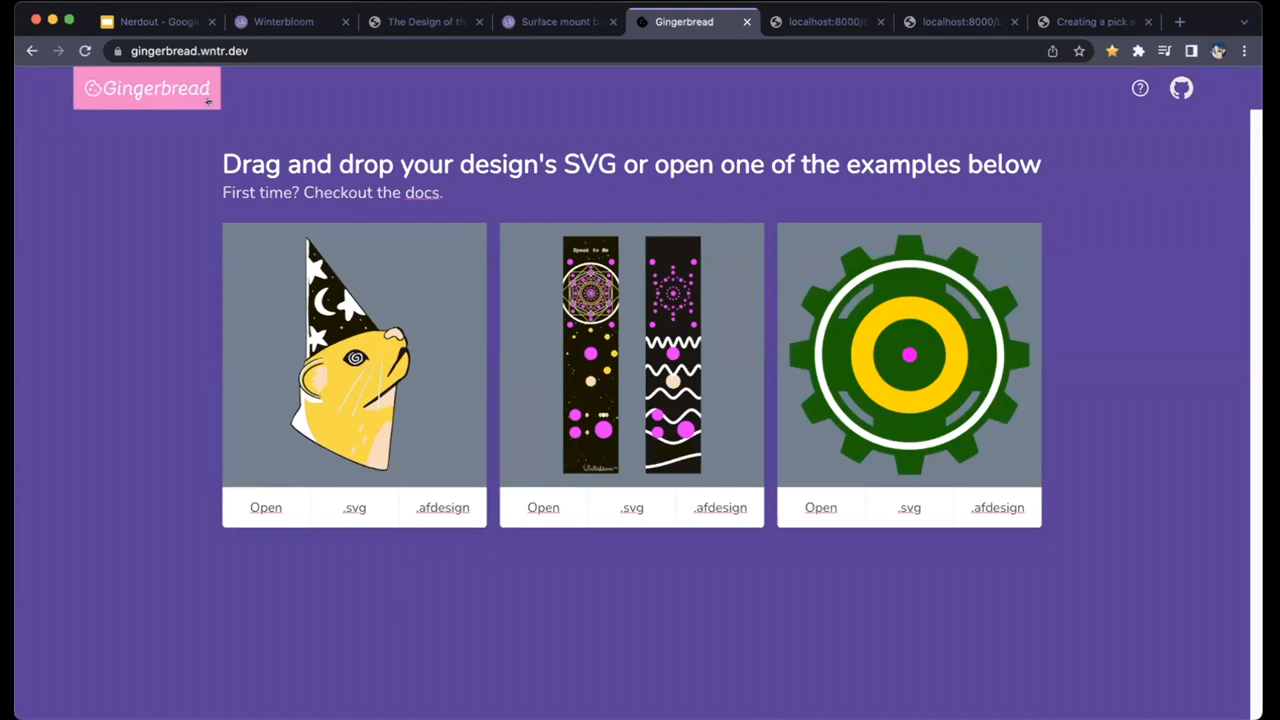 Nerdout - Google
Winterbloom
The Design of th
Surface mount b
Gingerbread
localhost:8000/s
localhost:8000/b
Creating a pick a
gingerbread.wntr.dev
Gingerbread
Drag and drop your design's SVG or open one of the examples below
First time? Checkout the docs.
Speak to Me
Winterbloom
Open .svg .afdesign
Open .svg .afdesign
Open .svg .afdesign